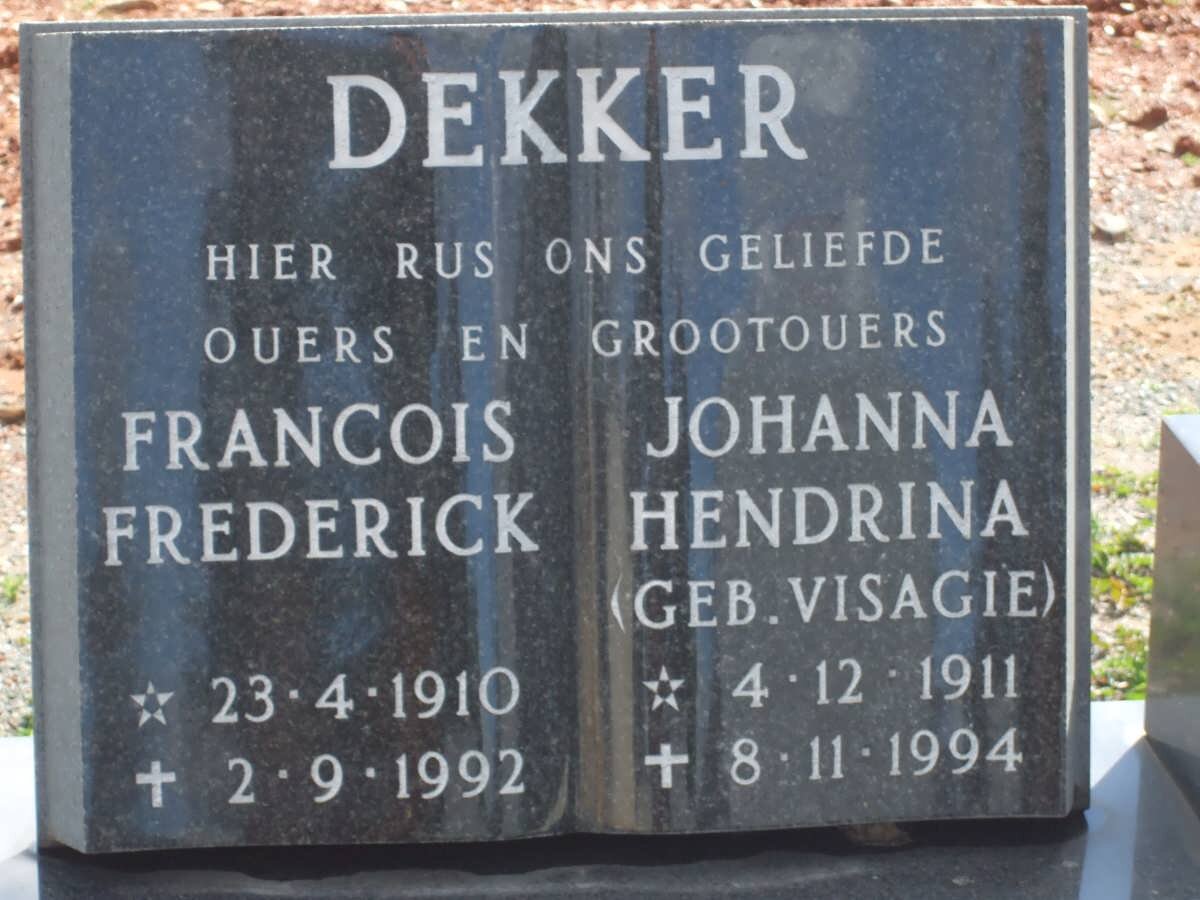 DEKKER
HIER RUS ONS GELIEFDE
OUERS EN GROOTOUERS
FRANCOIS
FREDERICK
☆ 23·4·1910
✝ 2·9·1992
JOHANNA
HENDRINA
(GEB.VISAGIE)
☆ 4·12·1911
✝ 8·11·1994